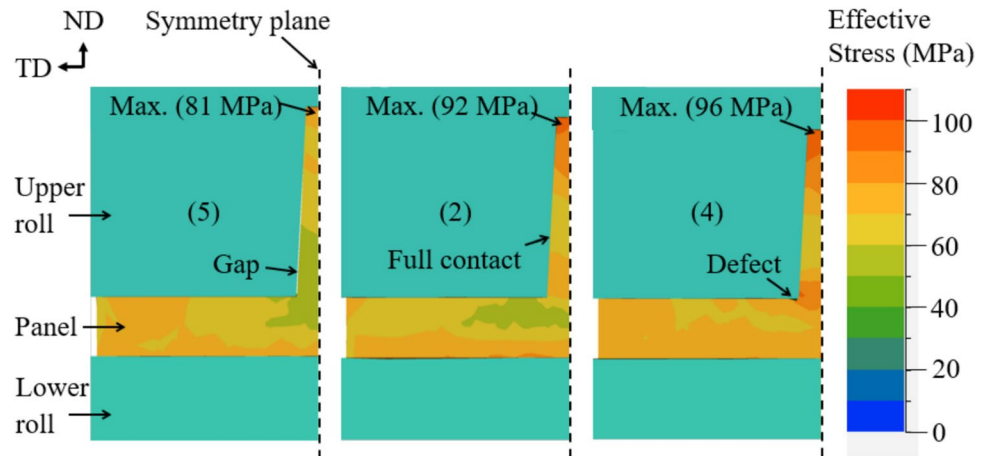 ND
TD
Symmetry plane
Effective
Stress (MPa)
Max. (81 MPa)
Max. (92 MPa)
Max. (96 MPa)
100
80
60
40
20
0
Upper
roll
(5)
(2)
(4)
Gap
Full contact
Defect
Panel
Lower
roll